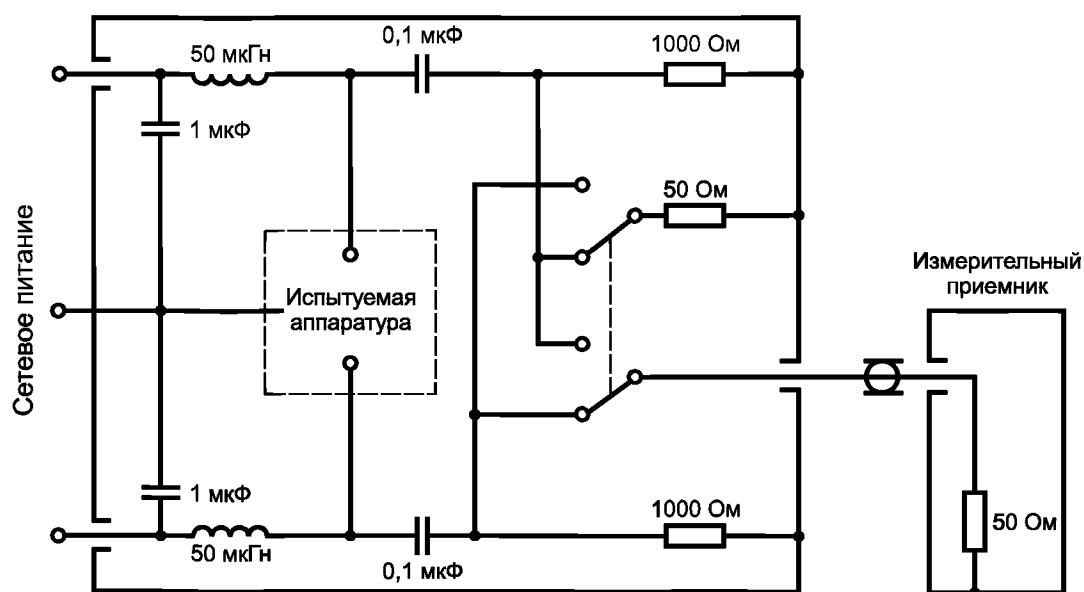 0,1 мкФ
50 мкГн
1000 Ом
1 мкФ
50 Ом
Сетевое питание
Испытуемая
аппаратура
Измерительный
приемник
1 мкФ
1000 Ом
50 Ом
50 мкГн
0,1 мкФ